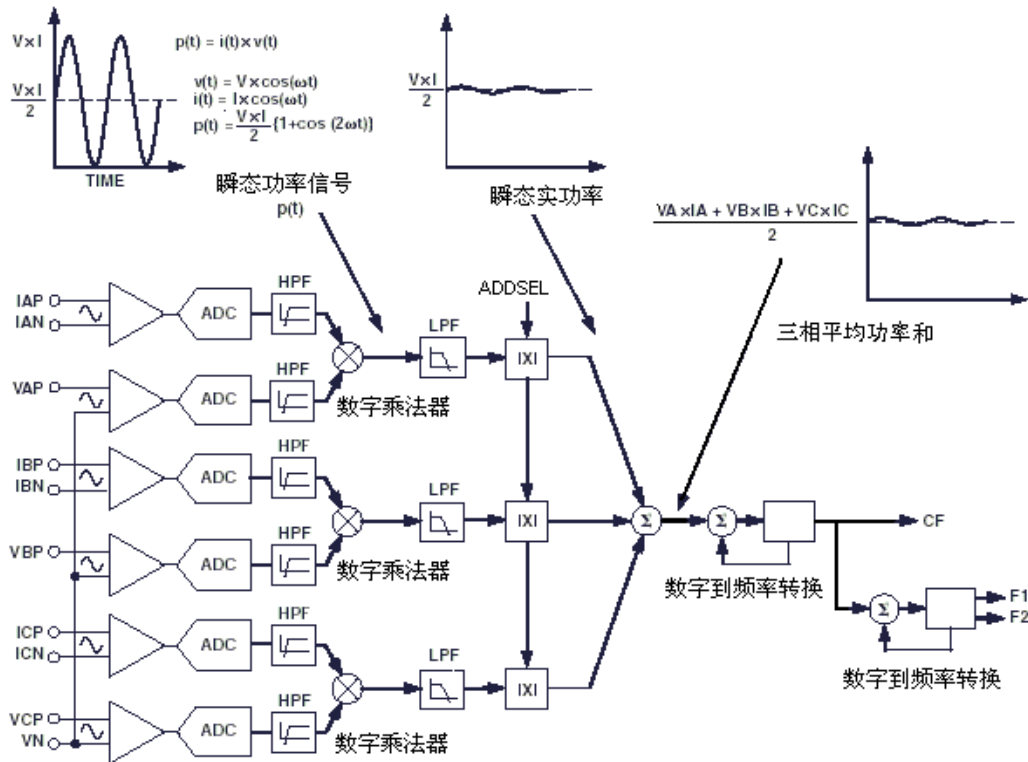 V×I
p(t) = i(t)×v(t)
V×I
2
v(t) = V×cos(ωt)
i(t) = I×cos(ωt)
p(t) = V×I/2 {1+cos (2ωt)}
TIME
V×I
2
瞬态功率信号
p(t)
瞬态实功率
VA×IA + VB×IB + VC×IC
2
三相平均功率和
IAP
IAN
ADC
HPF
LPF
ADDSEL
|X|
VAP
ADC
HPF
数字乘法器
IBP
IBN
ADC
HPF
LPF
|X|
Σ
Σ
CF
VBP
ADC
HPF
数字乘法器
数字到频率转换
ICP
ICN
ADC
HPF
LPF
|X|
Σ
F1
F2
数字到频率转换
VCP
VN
ADC
HPF
数字乘法器